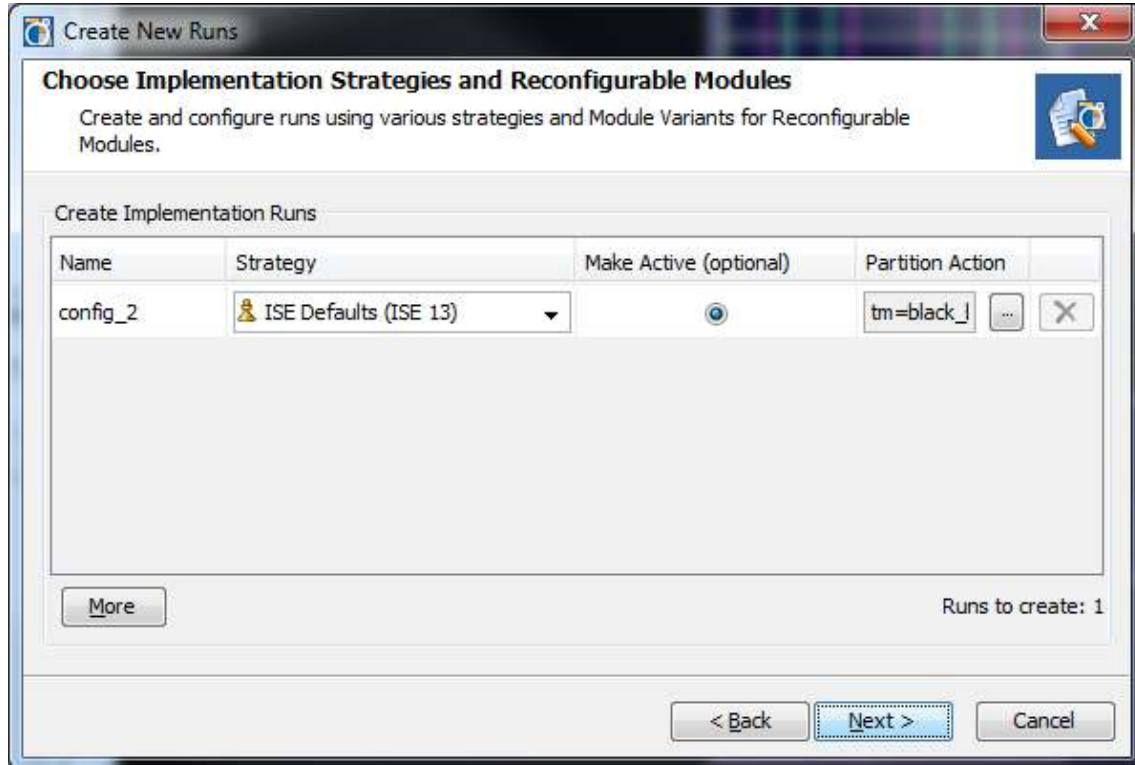 Create New Runs
Choose Implementation Strategies and Reconfigurable Modules
Create and configure runs using various strategies and Module Variants for Reconfigurable
Modules.
Create Implementation Runs
Name Strategy Make Active (optional) Partition Action
config_2 ISE Defaults (ISE 13) tm=black_ ...
More Runs to create: 1
< Back Next > Cancel